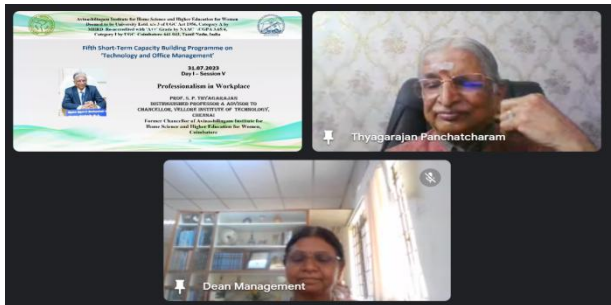 Avinashilingam Institute for Home Science and Higher Education for Women
(Deemed to be University Estd. u/s 3 of UGC Act 1956, Category A by
MHRD Re-accredited with 'A++' Grade by NAAC
Category I by UGC Coimbatore 641 043, Tamil Nadu, India
Fifth Short-Term Capacity Building Programme on
'Technology and Office Management'
31.07.2023
Day I - Session V
Professionalism in Workplace
PROF. S. P. THYAGARAJAN
DISTINGUISHED PROFESSOR & ADVISOR TO
CHANCELLOR, VELLORE INSTITUTE OF TECHNOLOGY,
CHENNAI
Former Chancellor of Avinashilingam Institute for
Home Science and Higher Education for Women,
Coimbatore
Thyagarajan Panchatcharam
Dean Management